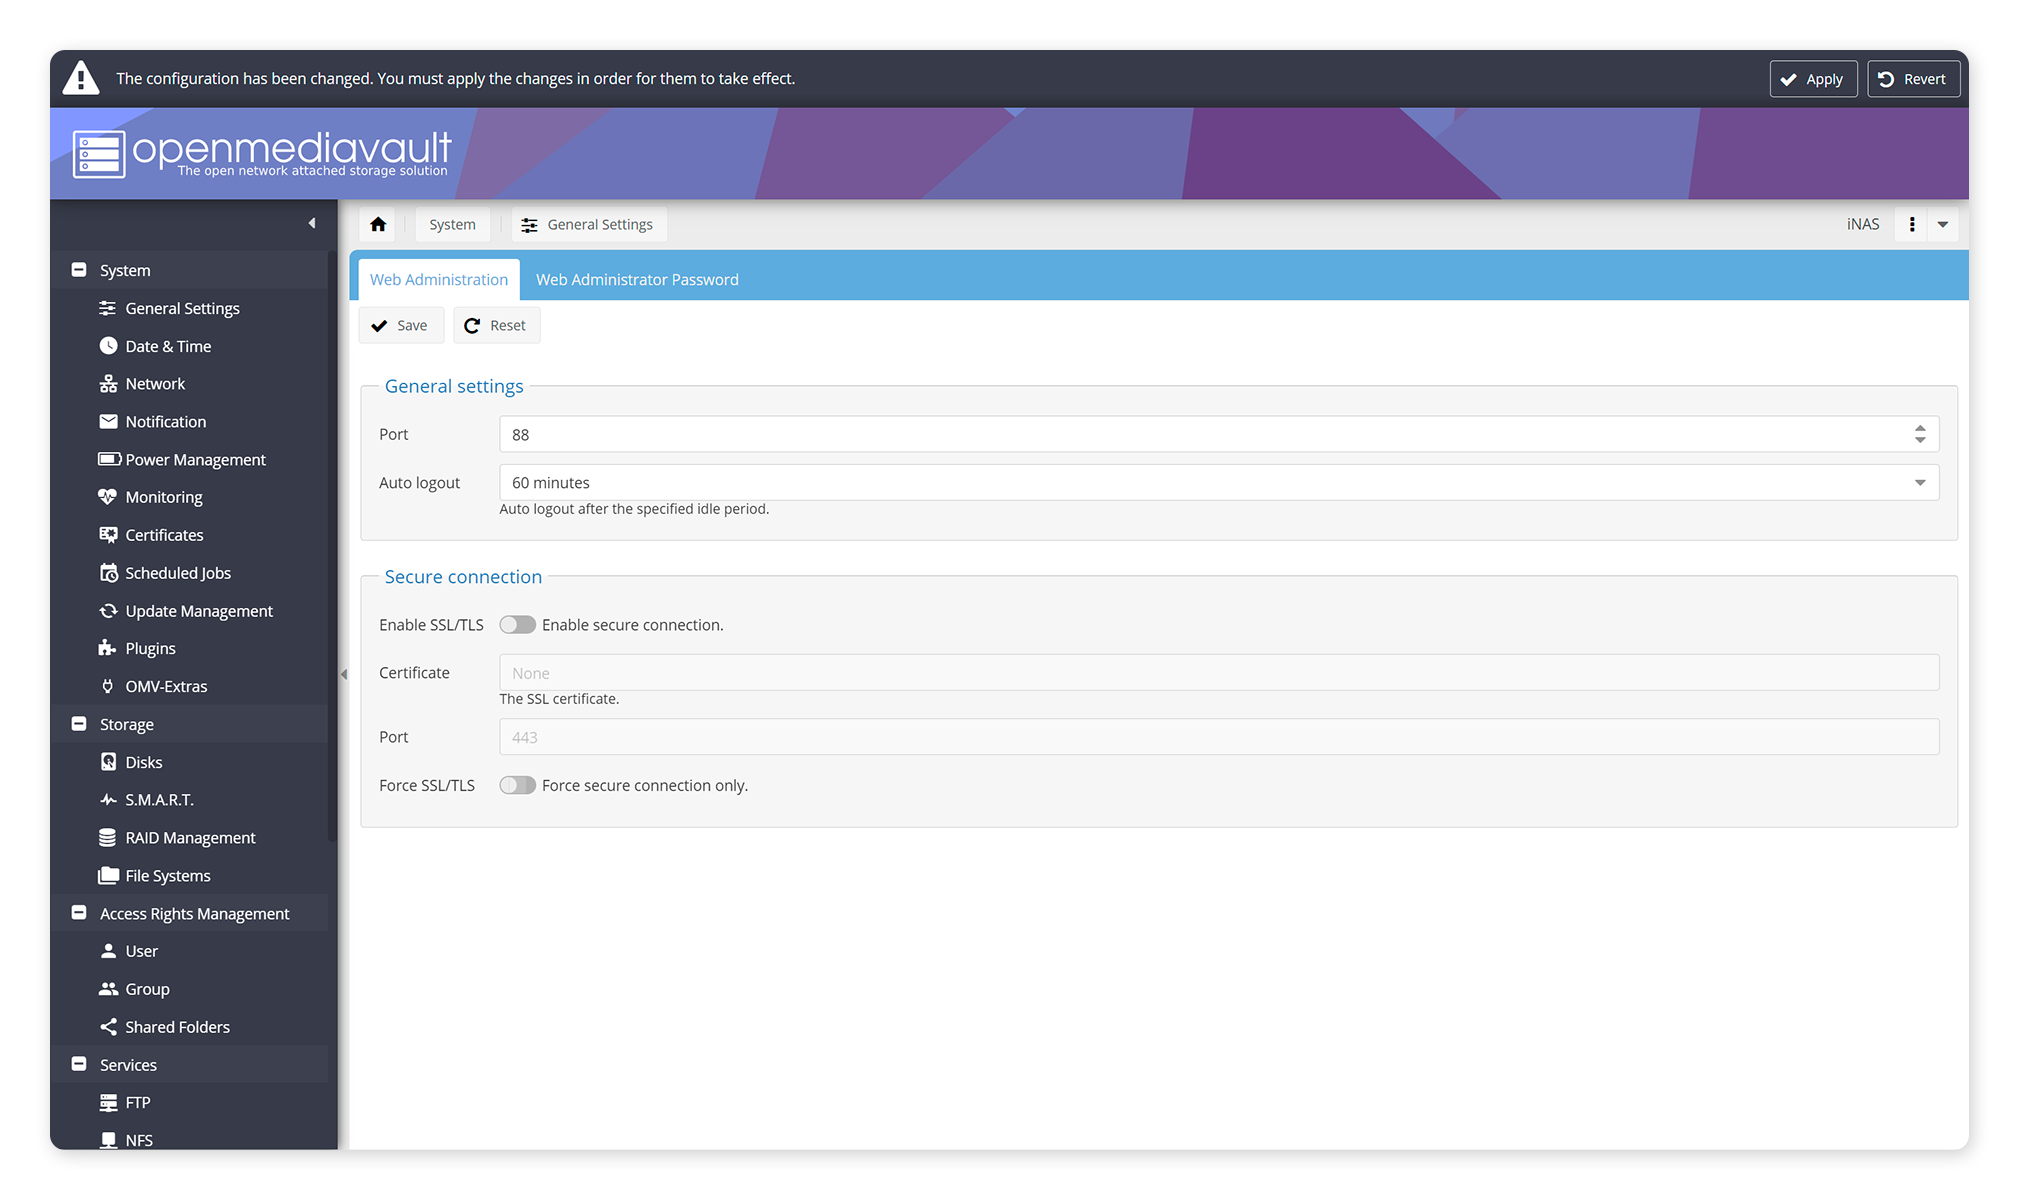 The configuration has been changed. You must apply the changes in order for them to take effect.
Apply
Revert
openmediavault
The open network attached storage solution
System
General Settings
iNAS
System
General Settings
Date & Time
Network
Notification
Power Management
Monitoring
Certificates
Scheduled Jobs
Update Management
Plugins
OMV-Extras
Storage
Disks
S.M.A.R.T.
RAID Management
File Systems
Access Rights Management
User
Group
Shared Folders
Services
FTP
NFS
Web Administration
Web Administrator Password
Save
Reset
General settings
Port
88
Auto logout
60 minutes
Auto logout after the specified idle period.
Secure connection
Enable SSL/TLS
Enable secure connection.
Certificate
None
The SSL certificate.
Port
443
Force SSL/TLS
Force secure connection only.